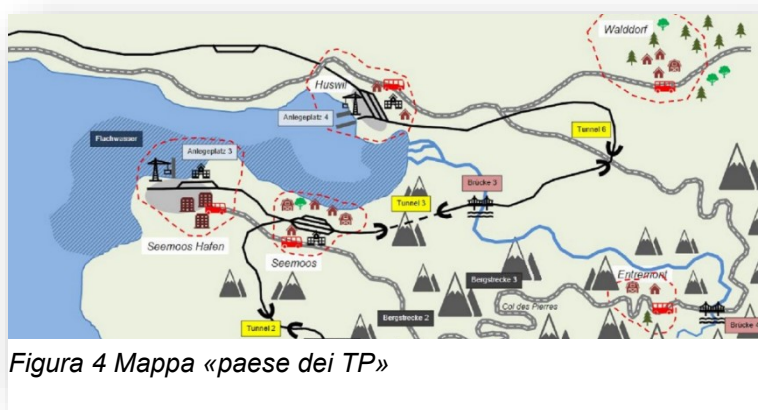 Walddorf
Huswil
Anlegeplatz 4
Flachwasser
Anlegeplatz 3
Tunnel 6
Brücke 3
Tunnel 3
Seemoos Hafen
Seemoos
Bergstrecke 3
Entremont
Col des Pierres
Bergstrecke 2
Tunnel 2
Brücke 4
Figura 4 Mappa «paese dei TP»